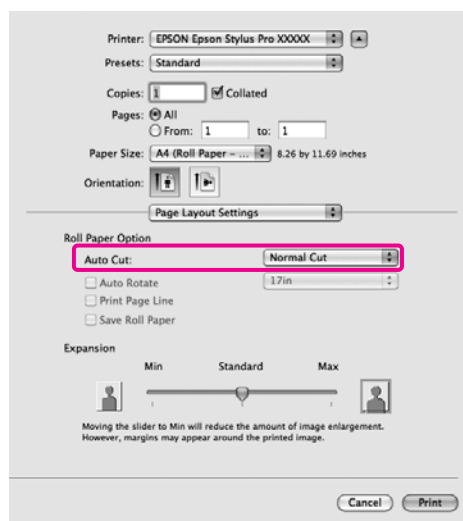 Printer: EPSON Epson Stylus Pro XXXXX
Presets: Standard
Copies: 1 Collated
Pages: All
From: 1 to: 1
Paper Size: A4 (Roll Paper – ... 8.26 by 11.69 inches
Orientation:
Page Layout Settings
Roll Paper Option
Auto Cut: Normal Cut
Auto Rotate 17in
Print Page Line
Save Roll Paper
Expansion
Min Standard Max
Moving the slider to Min will reduce the amount of image enlargement.
However, margins may appear around the printed image.
Cancel Print